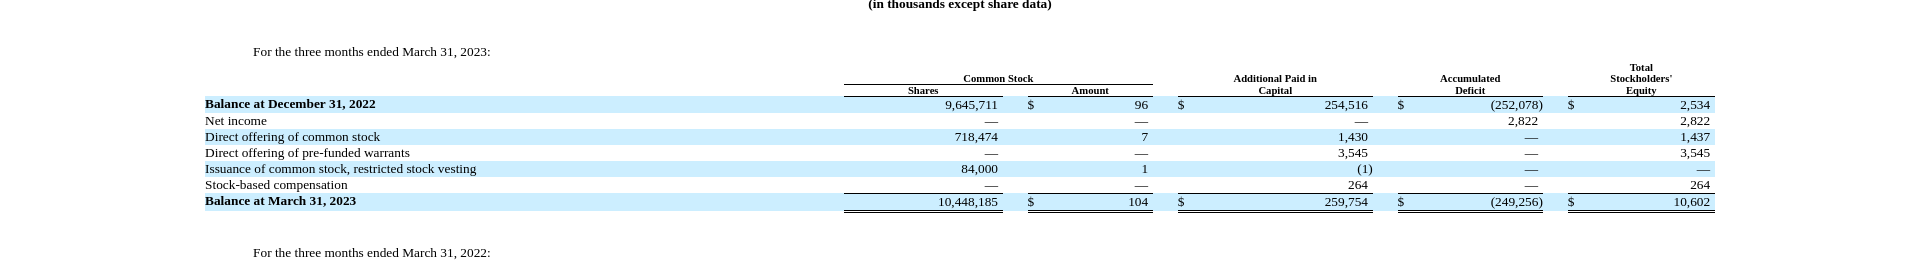 (in thousands except share data)
For the three months ended March 31, 2023:
Common Stock Additional Paid in Capital Accumulated Deficit Total Stockholders' Equity
Shares Amount
Balance at December 31, 2022 9,645,711 $ 96 $ 254,516 $ (252,078) $ 2,534
Net income — — — 2,822 2,822
Direct offering of common stock 718,474 7 1,430 — 1,437
Direct offering of pre-funded warrants — — 3,545 — 3,545
Issuance of common stock, restricted stock vesting 84,000 1 (1) — —
Stock-based compensation — — 264 — 264
Balance at March 31, 2023 10,448,185 $ 104 $ 259,754 $ (249,256) $ 10,602
For the three months ended March 31, 2022: